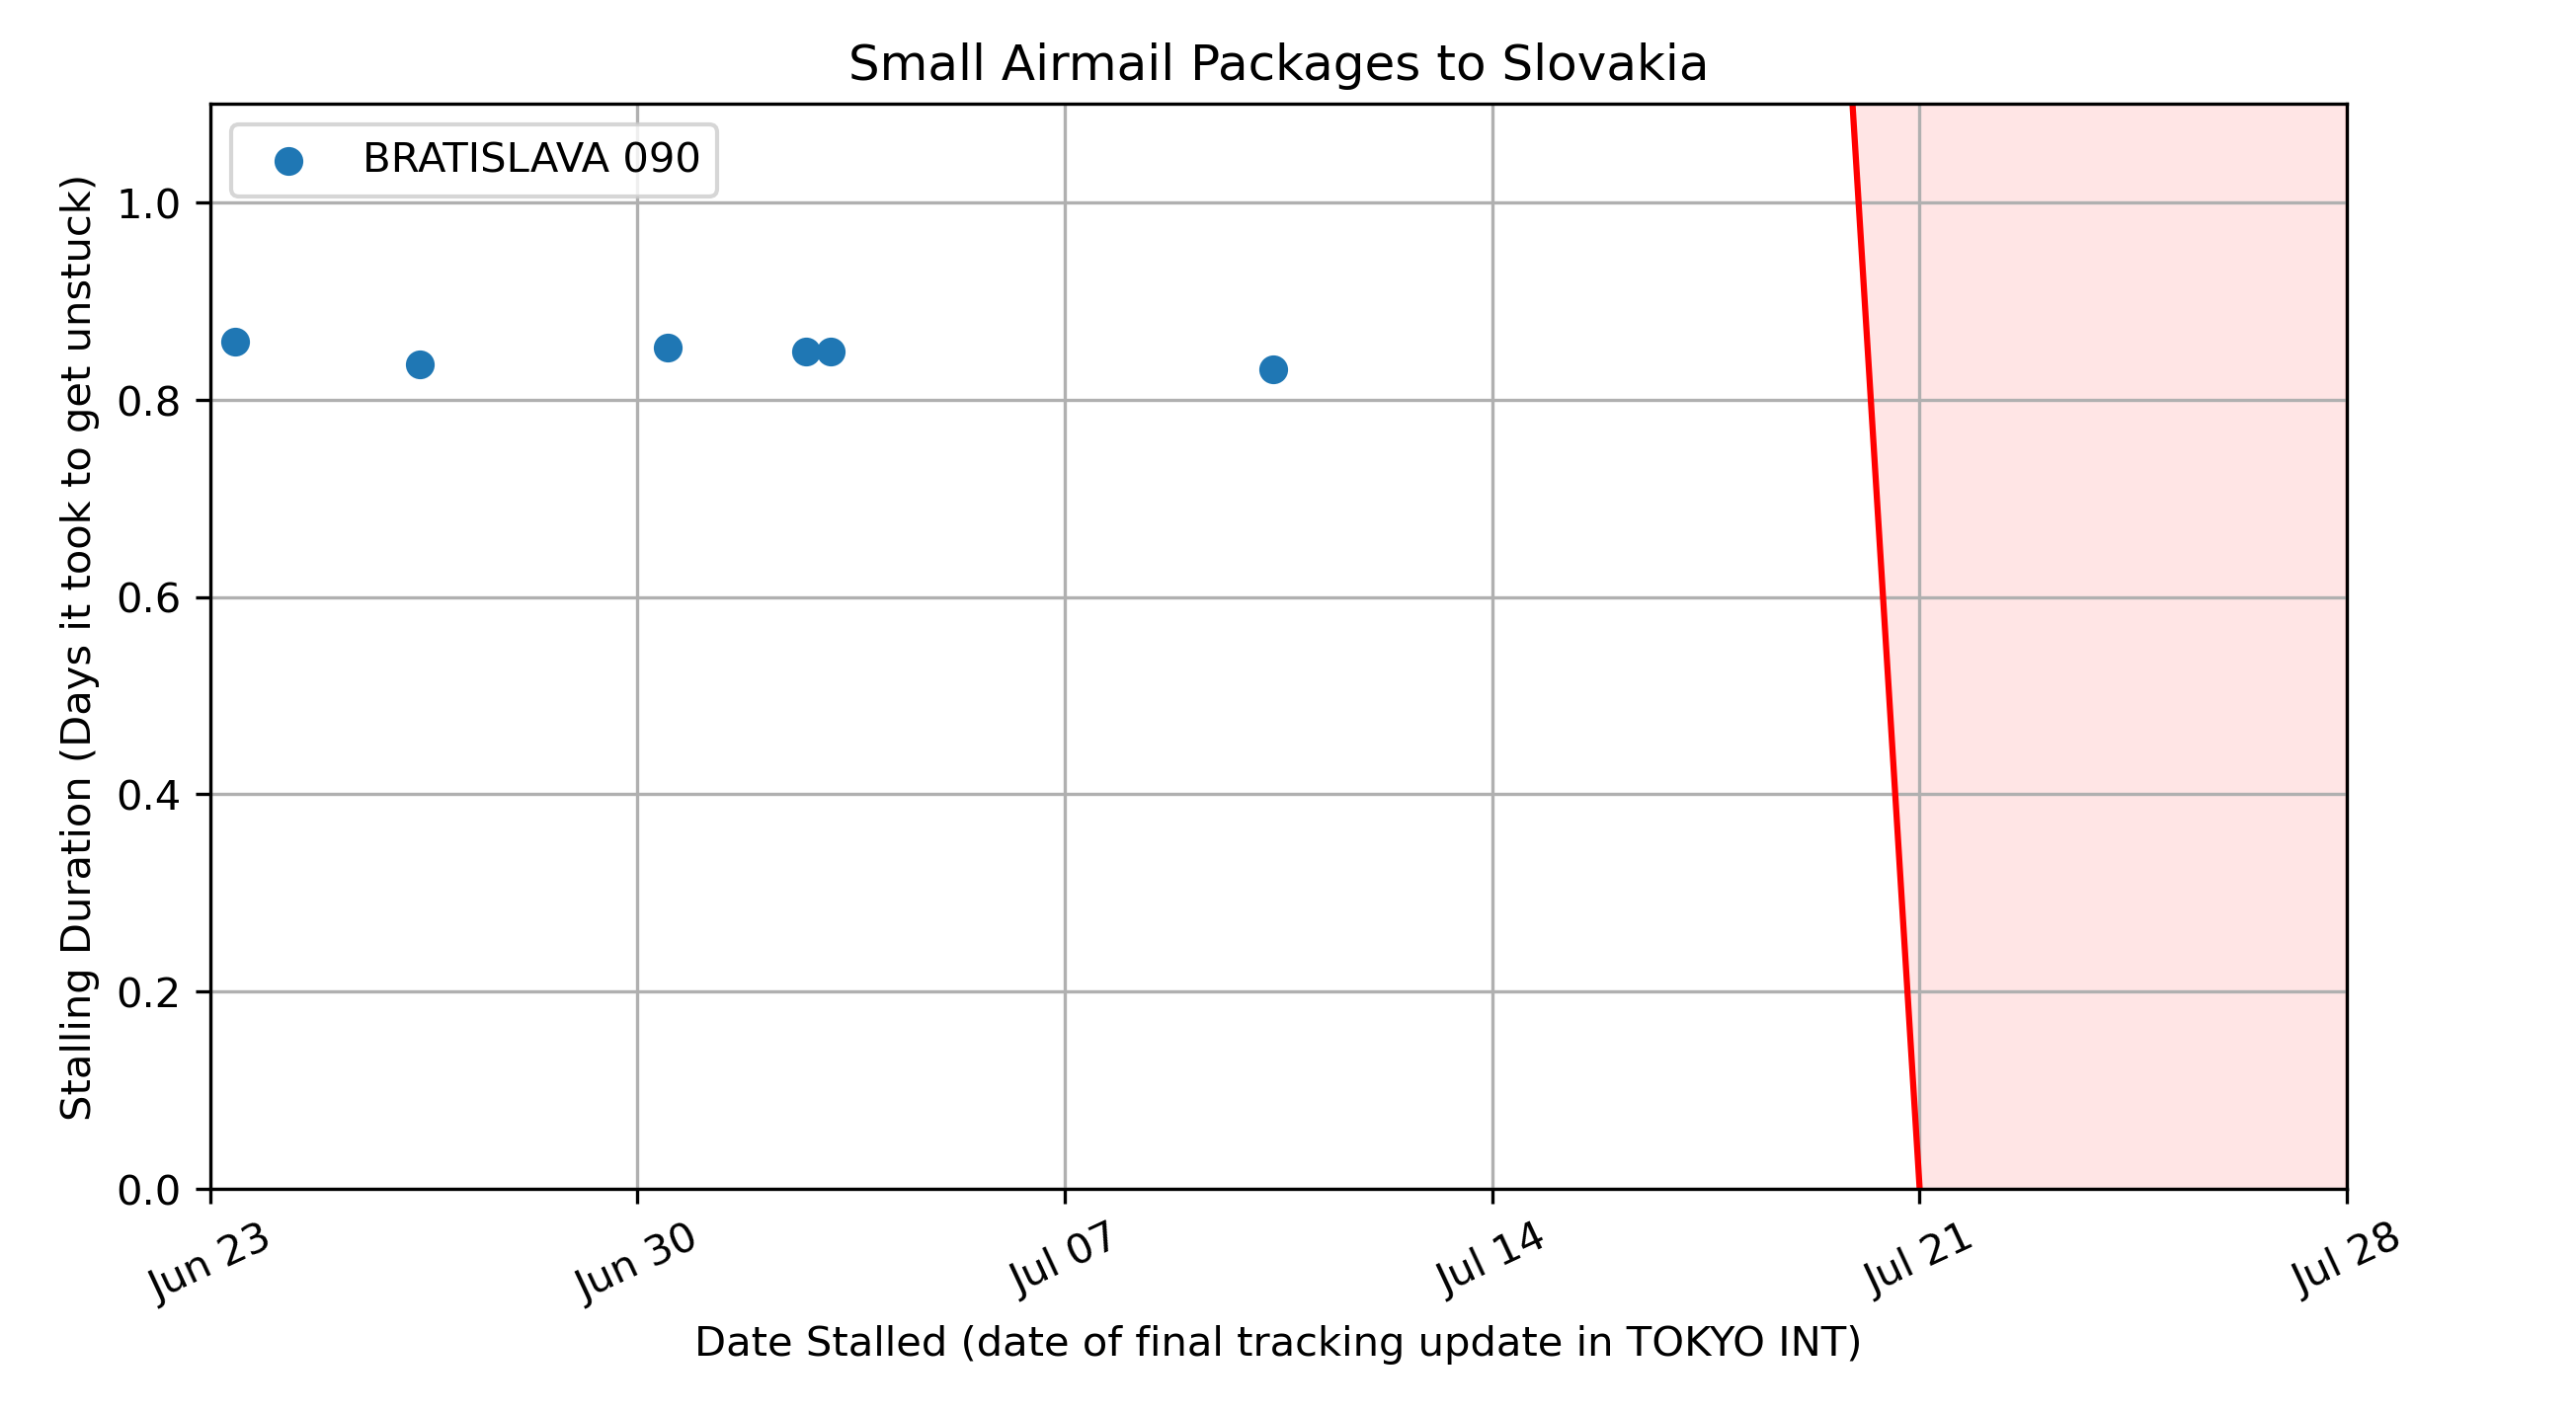 Small Airmail Packages to Slovakia
BRATISLAVA 090
Stalling Duration (Days it took to get unstuck)
1.0
0.8
0.6
0.4
0.2
0.0
Jun 23
Jun 30
Jul 07
Jul 14
Jul 21
Jul 28
Date Stalled (date of final tracking update in TOKYO INT)